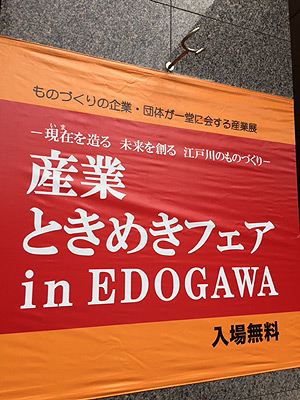 ものづくりの企業・団体が一堂に会する産業展
いま
－現在を造る 未来を創る 江戸川のものづくり－
産業
ときめきフェア
in EDOGAWA
入場無料